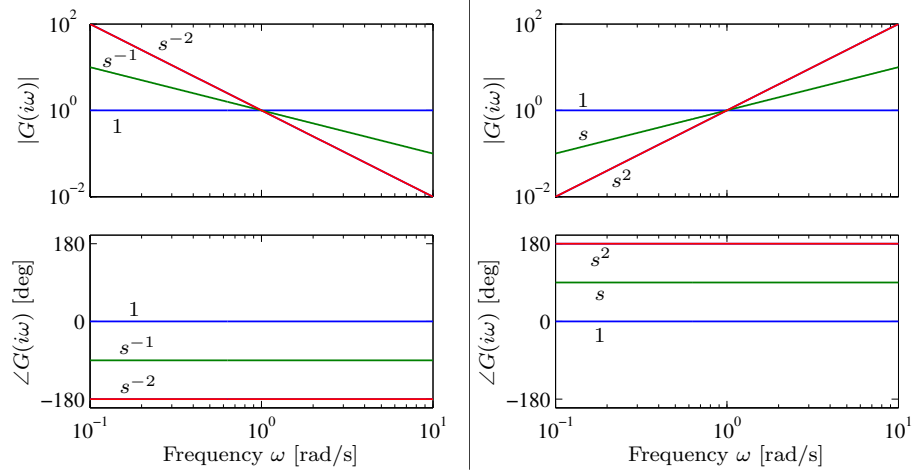 10^2
s^{-2}
s^{-1}
|G(iω)|
10^0
1
10^{-2}
180
∠G(iω) [deg]
1
0
s^{-1}
s^{-2}
−180
10^{-1}
10^0
10^1
Frequency ω [rad/s]
10^2
|G(iω)|
1
10^0
s
s^2
10^{-2}
180
s^2
∠G(iω) [deg]
s
0
1
−180
10^{-1}
10^0
10^1
Frequency ω [rad/s]